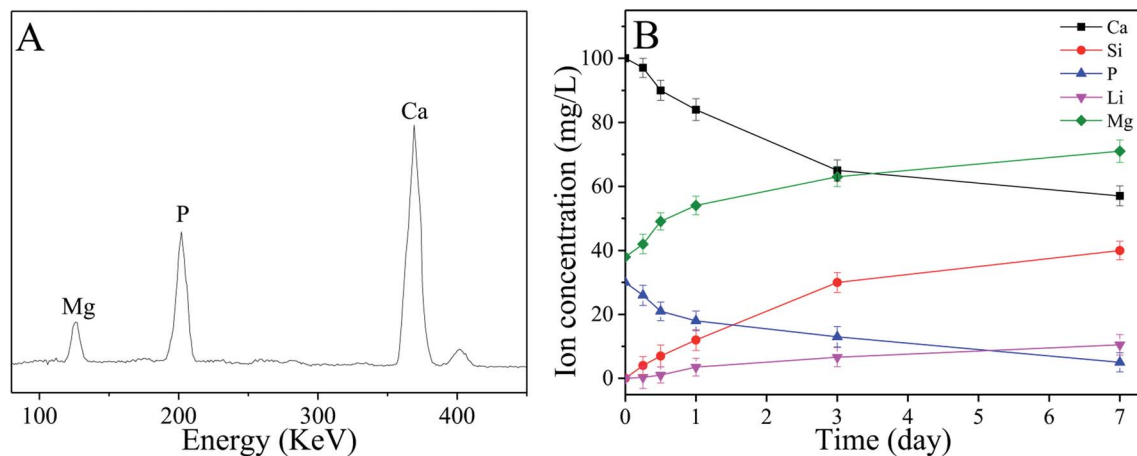 A
Mg
P
Ca
100
200
300
400
Energy (KeV)
B
Ca
Si
P
Li
Mg
Ion concentration (mg/L)
100
80
60
40
20
0
0
1
2
3
4
5
6
7
Time (day)